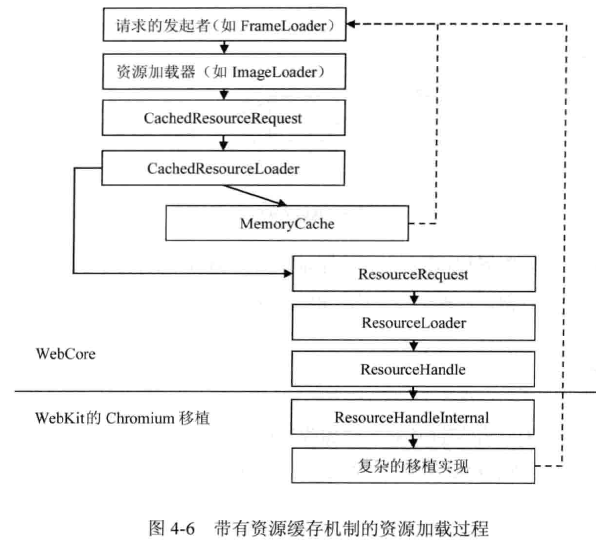 请求的发起者（如 FrameLoader）
资源加载器（如 ImageLoader）
CachedResourceRequest
CachedResourceLoader
MemoryCache
ResourceRequest
ResourceLoader
WebCore
ResourceHandle
WebKit的 Chromium 移植
ResourceHandleInternal
复杂的移植实现
图 4-6 带有资源缓存机制的资源加载过程